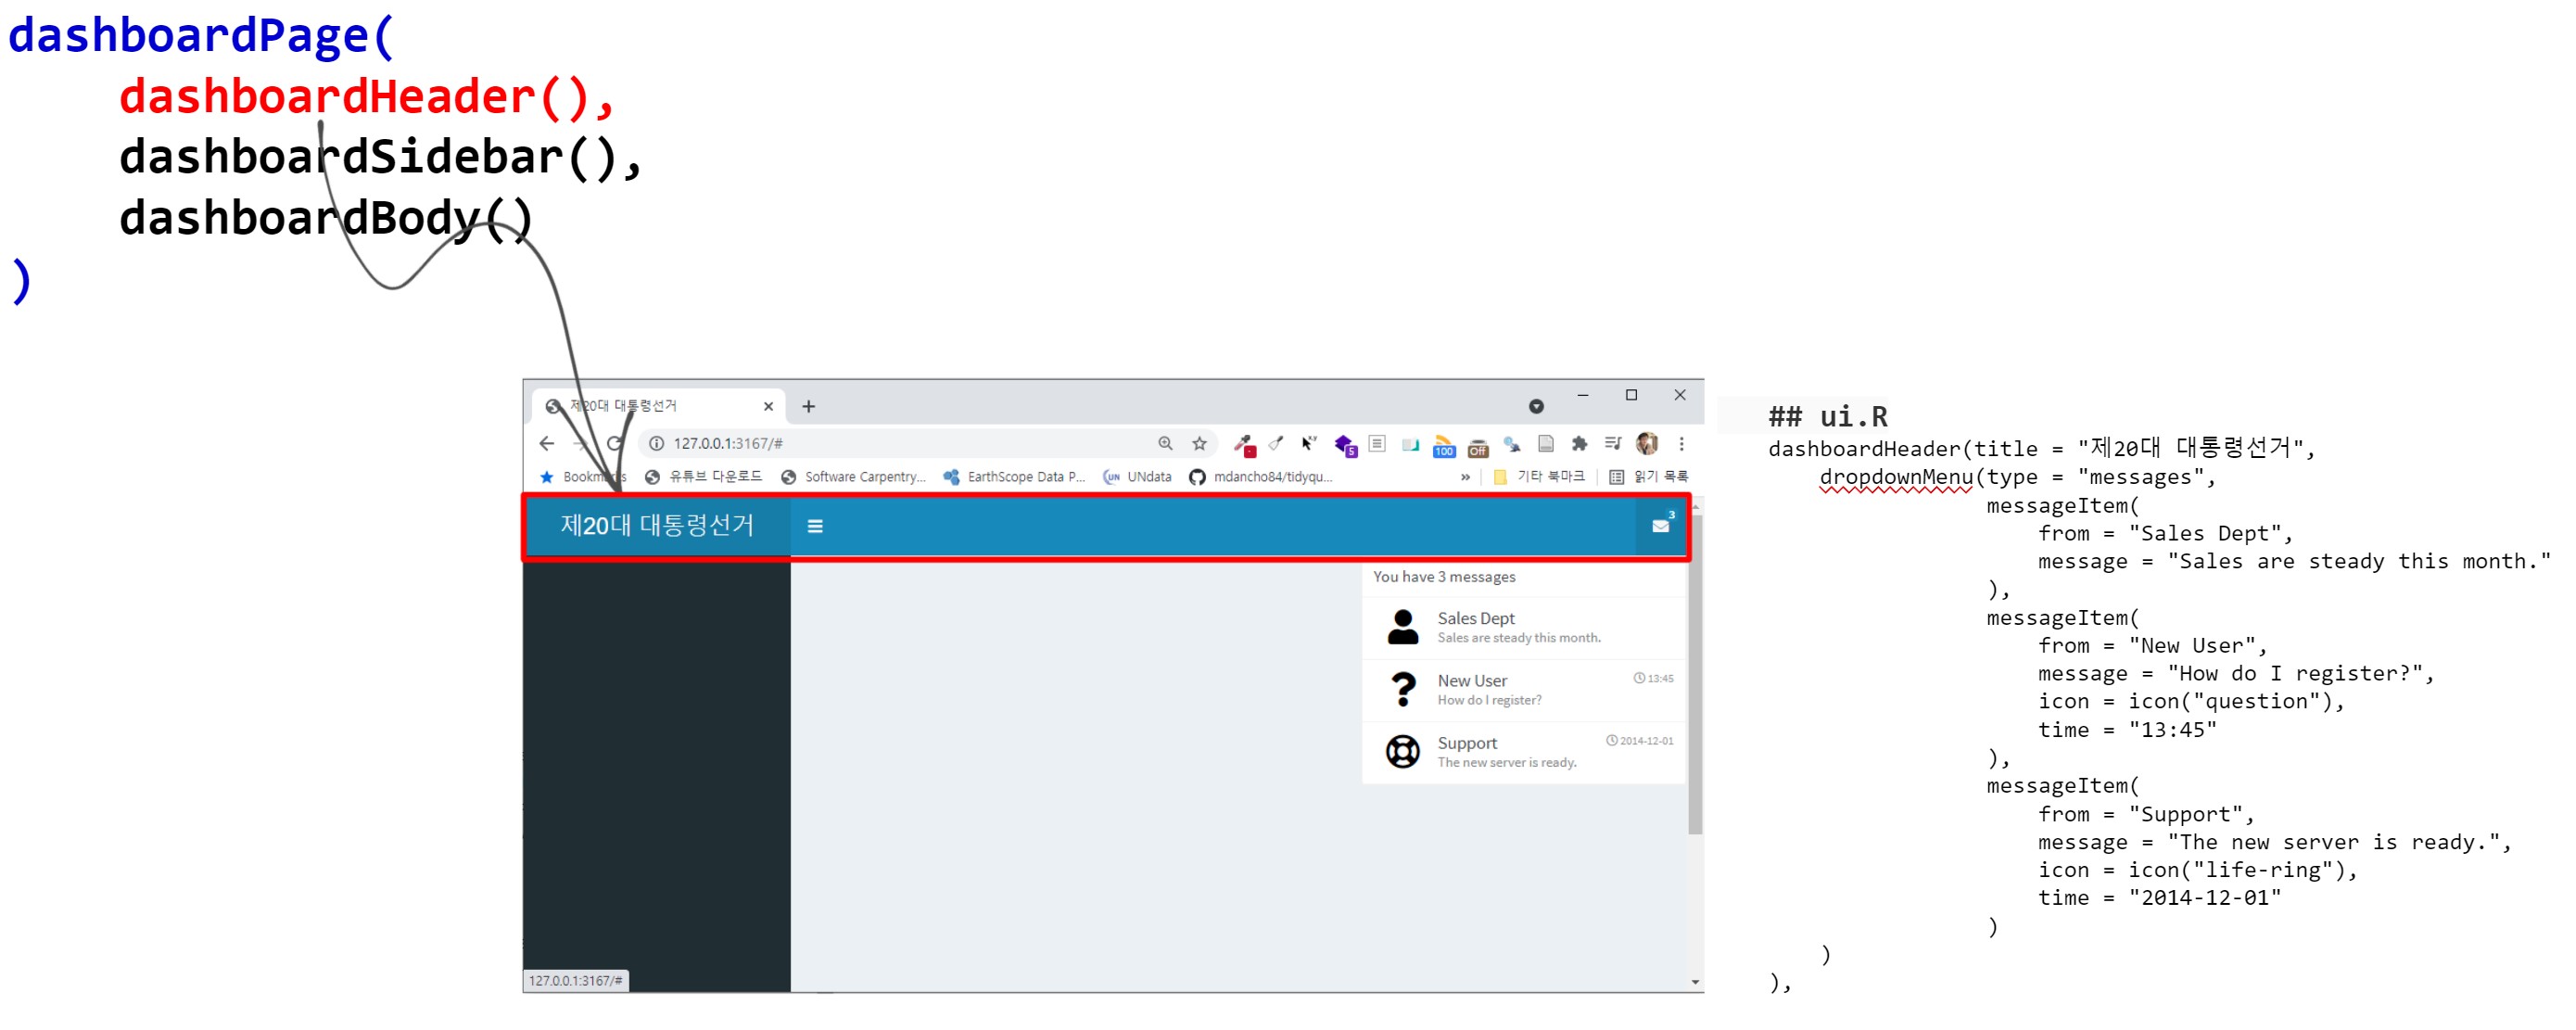 dashboardPage(
dashboardHeader(),
dashboardSidebar(),
dashboardBody()
)
제20대 대통령선거
127.0.0.1:3167/#
5
100
Off
Bookmarks
유튜브 다운로드
Software Carpentry...
EarthScope Data P...
UN
UNdata
mdancho84/tidyqu...
»
기타 북마크
읽기 목록
제20대 대통령선거
3
You have 3 messages
Sales Dept
Sales are steady this month.
New User
13:45
How do I register?
Support
2014-12-01
The new server is ready.
127.0.0.1:3167/#
## ui.R
dashboardHeader(title = "제20대 대통령선거",
dropdownMenu(type = "messages",
messageItem(
from = "Sales Dept",
message = "Sales are steady this month."
),
messageItem(
from = "New User",
message = "How do I register?",
icon = icon("question"),
time = "13:45"
),
messageItem(
from = "Support",
message = "The new server is ready.",
icon = icon("life-ring"),
time = "2014-12-01"
)
)
),